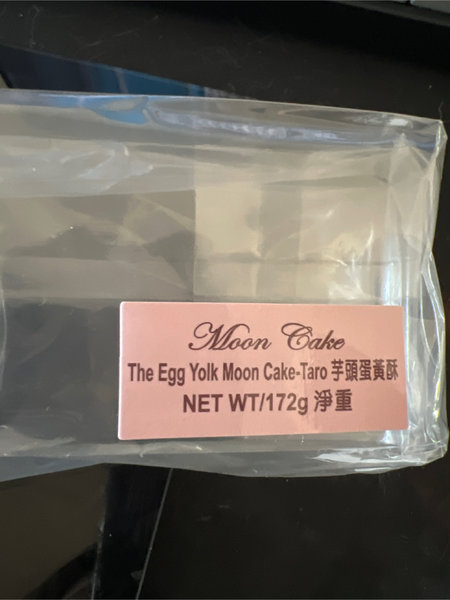 Moon Cake
The Egg Yolk Moon Cake-Taro 芋頭蛋黃酥
NET WT/172g 淨重